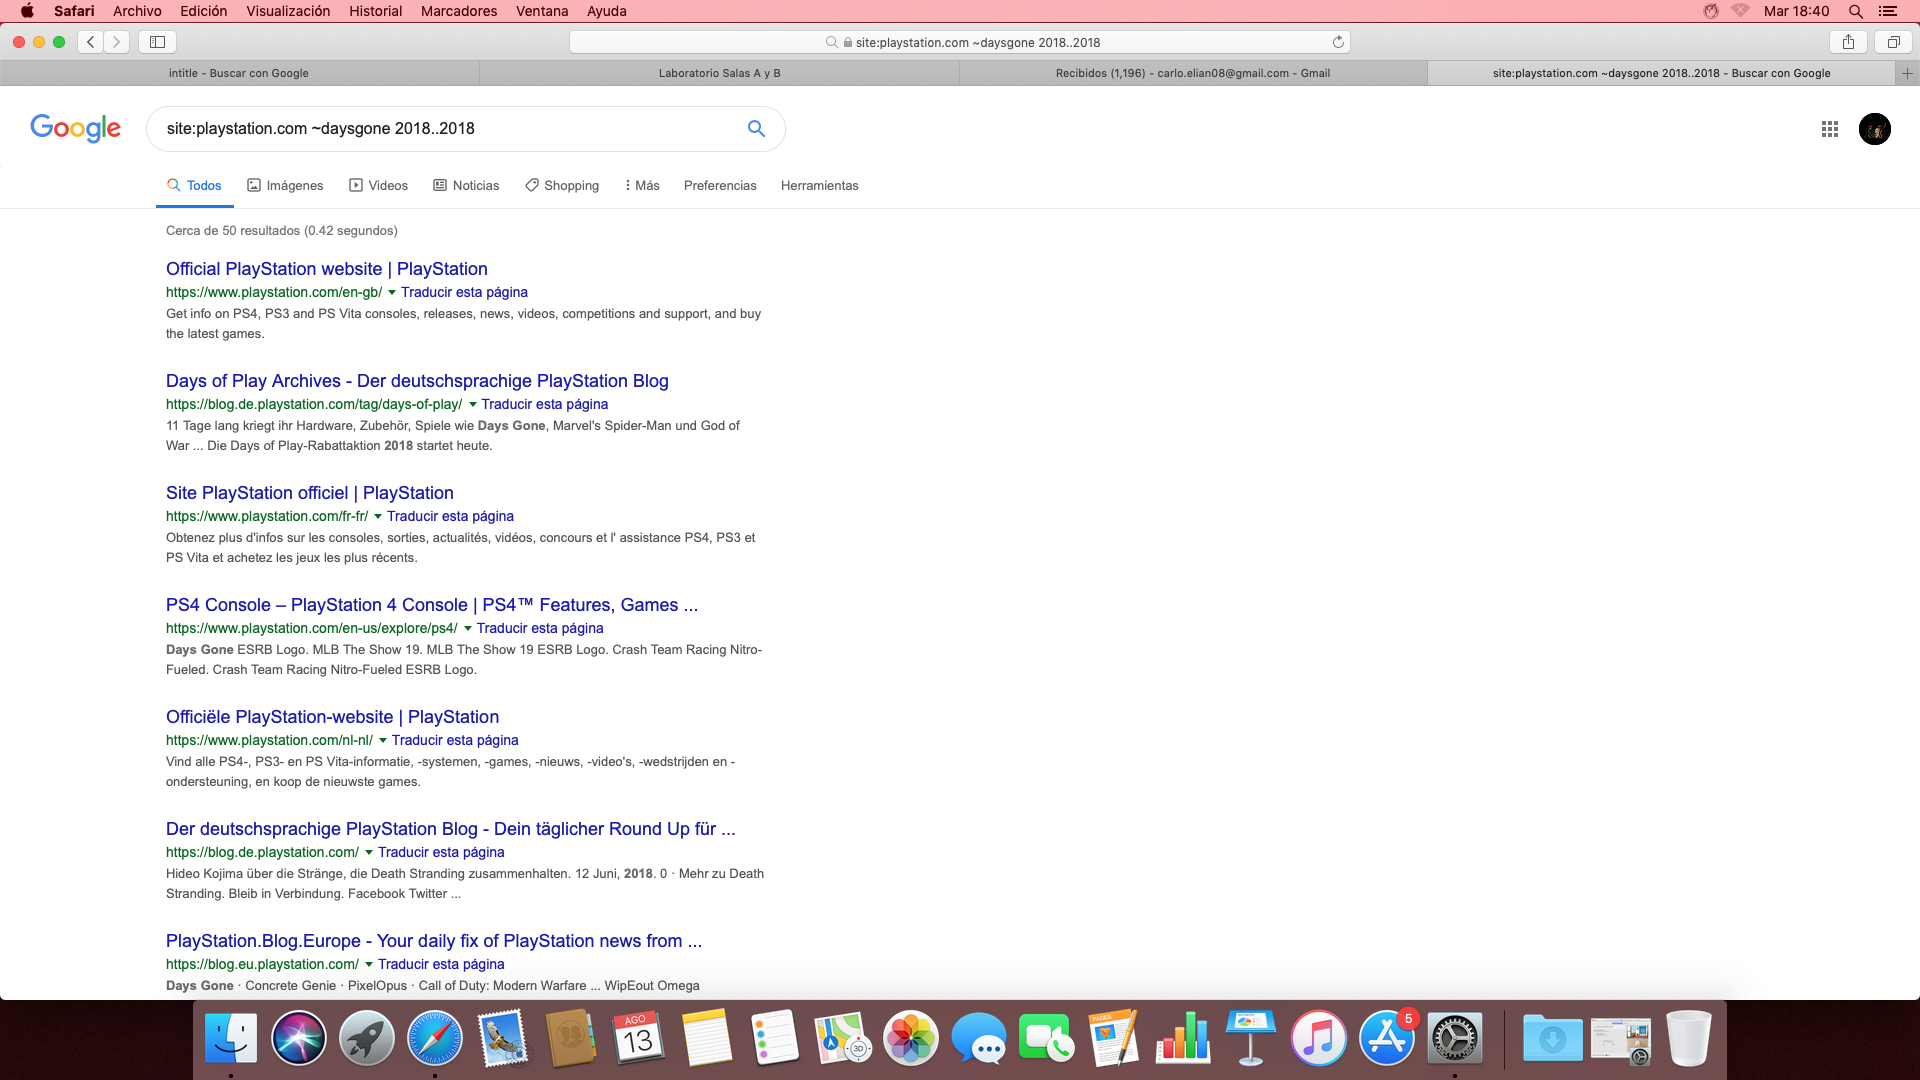 Safari Archivo Edición Visualización Historial Marcadores Ventana Ayuda Mar 18:40
site:playstation.com ~daysgone 2018..2018
intitle - Buscar con Google Laboratorio Salas A y B Recibidos (1,196) - carlo.elian08@gmail.com - Gmail site:playstation.com ~daysgone 2018..2018 - Buscar con Google
Google site:playstation.com ~daysgone 2018..2018
Todos Imágenes Videos Noticias Shopping Más Preferencias Herramientas
Cerca de 50 resultados (0.42 segundos)
Official PlayStation website | PlayStation
https://www.playstation.com/en-gb/ Traducir esta página
Get info on PS4, PS3 and PS Vita consoles, releases, news, videos, competitions and support, and buy
the latest games.
Days of Play Archives - Der deutschsprachige PlayStation Blog
https://blog.de.playstation.com/tag/days-of-play/ Traducir esta página
11 Tage lang kriegt ihr Hardware, Zubehör, Spiele wie Days Gone, Marvel's Spider-Man und God of
War ... Die Days of Play-Rabattaktion 2018 startet heute.
Site PlayStation officiel | PlayStation
https://www.playstation.com/fr-fr/ Traducir esta página
Obtenez plus d'infos sur les consoles, sorties, actualités, vidéos, concours et l' assistance PS4, PS3 et
PS Vita et achetez les jeux les plus récents.
PS4 Console – PlayStation 4 Console | PS4™ Features, Games ...
https://www.playstation.com/en-us/explore/ps4/ Traducir esta página
Days Gone ESRB Logo. MLB The Show 19. MLB The Show 19 ESRB Logo. Crash Team Racing Nitro-
Fueled. Crash Team Racing Nitro-Fueled ESRB Logo.
Officiële PlayStation-website | PlayStation
https://www.playstation.com/nl-nl/ Traducir esta página
Vind alle PS4-, PS3- en PS Vita-informatie, -systemen, -games, -nieuws, -video's, -wedstrijden en -
ondersteuning, en koop de nieuwste games.
Der deutschsprachige PlayStation Blog - Dein täglicher Round Up für ...
https://blog.de.playstation.com/ Traducir esta página
Hideo Kojima über die Stränge, die Death Stranding zusammenhalten. 12 Juni, 2018. 0 · Mehr zu Death
Stranding. Bleib in Verbindung. Facebook Twitter ...
PlayStation.Blog.Europe - Your daily fix of PlayStation news from ...
https://blog.eu.playstation.com/ Traducir esta página
Days Gone · Concrete Genie · PixelOpus · Call of Duty: Modern Warfare ... WipEout Omega
AGO
13
3D
PAGES
KEYNOTE
5